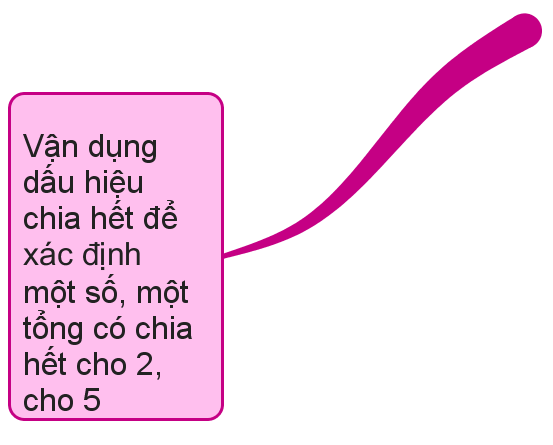 Vận dụng
dấu hiệu
chia hết để
xác định
một số, một
tổng có chia
hết cho 2,
cho 5